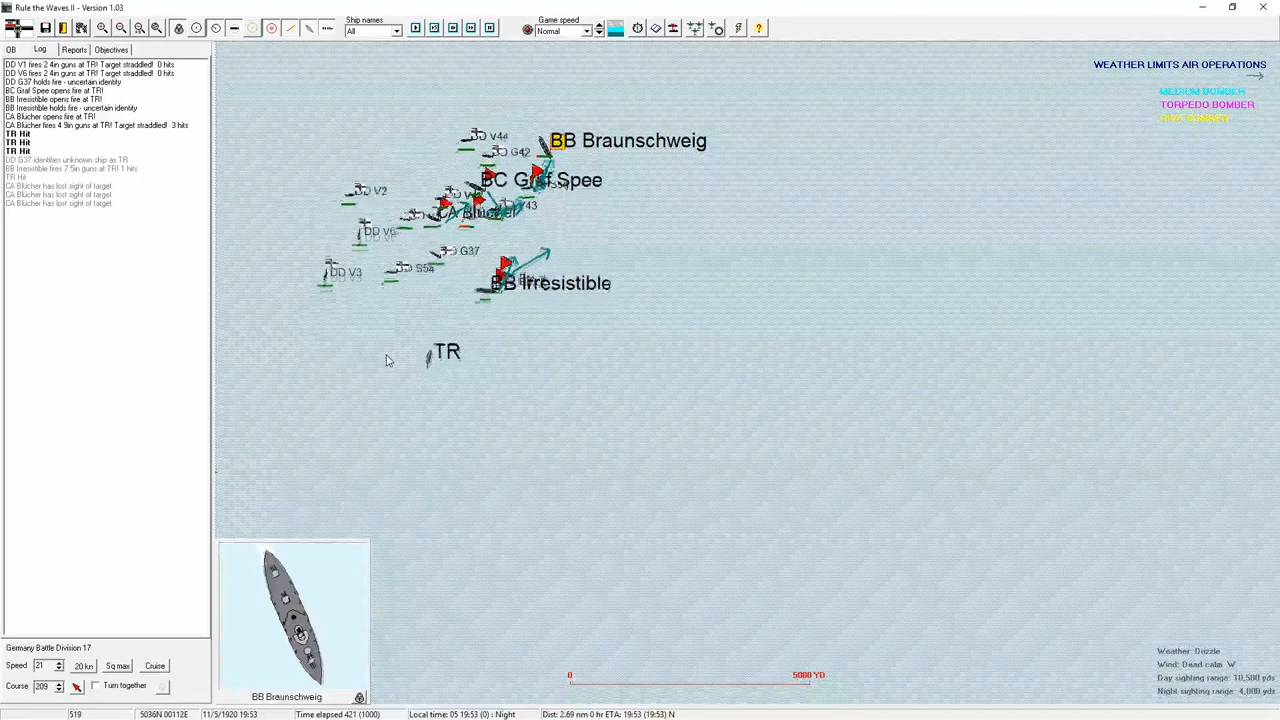 Rule the Waves II - Version 1.03
Ship names
All
Game speed
Normal
OB
Log
Reports
Objectives
DD V1 fires 2 4in guns at TR! Target straddled! 0 hits
DD V6 fires 2 4in guns at TR! Target straddled! 0 hits
DD G37 holds fire - uncertain identity
BC Graf Spee opens fire at TR!
BB Irresistible opens fire at TR!
BB Irresistible holds fire - uncertain identity
CA Blücher opens fire at TR!
CA Blücher fires 4 9in guns at TR! Target straddled! 3 hits
TR Hit
TR Hit
TR Hit
DD G37 identifies unknown ship as TR
BB Irresistible fires 7 5in guns at TR! 1 hits
TR Hit
CA Blücher has lost sight of target
CA Blücher has lost sight of target
CA Blücher has lost sight of target
WEATHER LIMITS AIR OPERATIONS
MEDIUM BOMBER
TORPEDO BOMBER
DIVE BOMBER
G42
BB Braunschweig
BC Graf Spee
DD V2
CA Blücher
V43
DD V6
G37
DD V3
S54
BB Irresistible
TR
Germany Battle Division 17
Speed 21
20 kn
Sq max
Cruise
Course 209
Turn together
BB Braunschweig
0
5000 YD
Weather: Drizzle
Wind: Dead calm W
Day sighting range: 10,500 yds
Night sighting range: 4,000 yds
519
5036N 00112E
11/5/1920 19:53
Time elapsed 421 (1000)
Local time: 05 19:53 (0) : Night
Dist: 2.69 nm 0 hr ETA: 19:53 (19:53) N